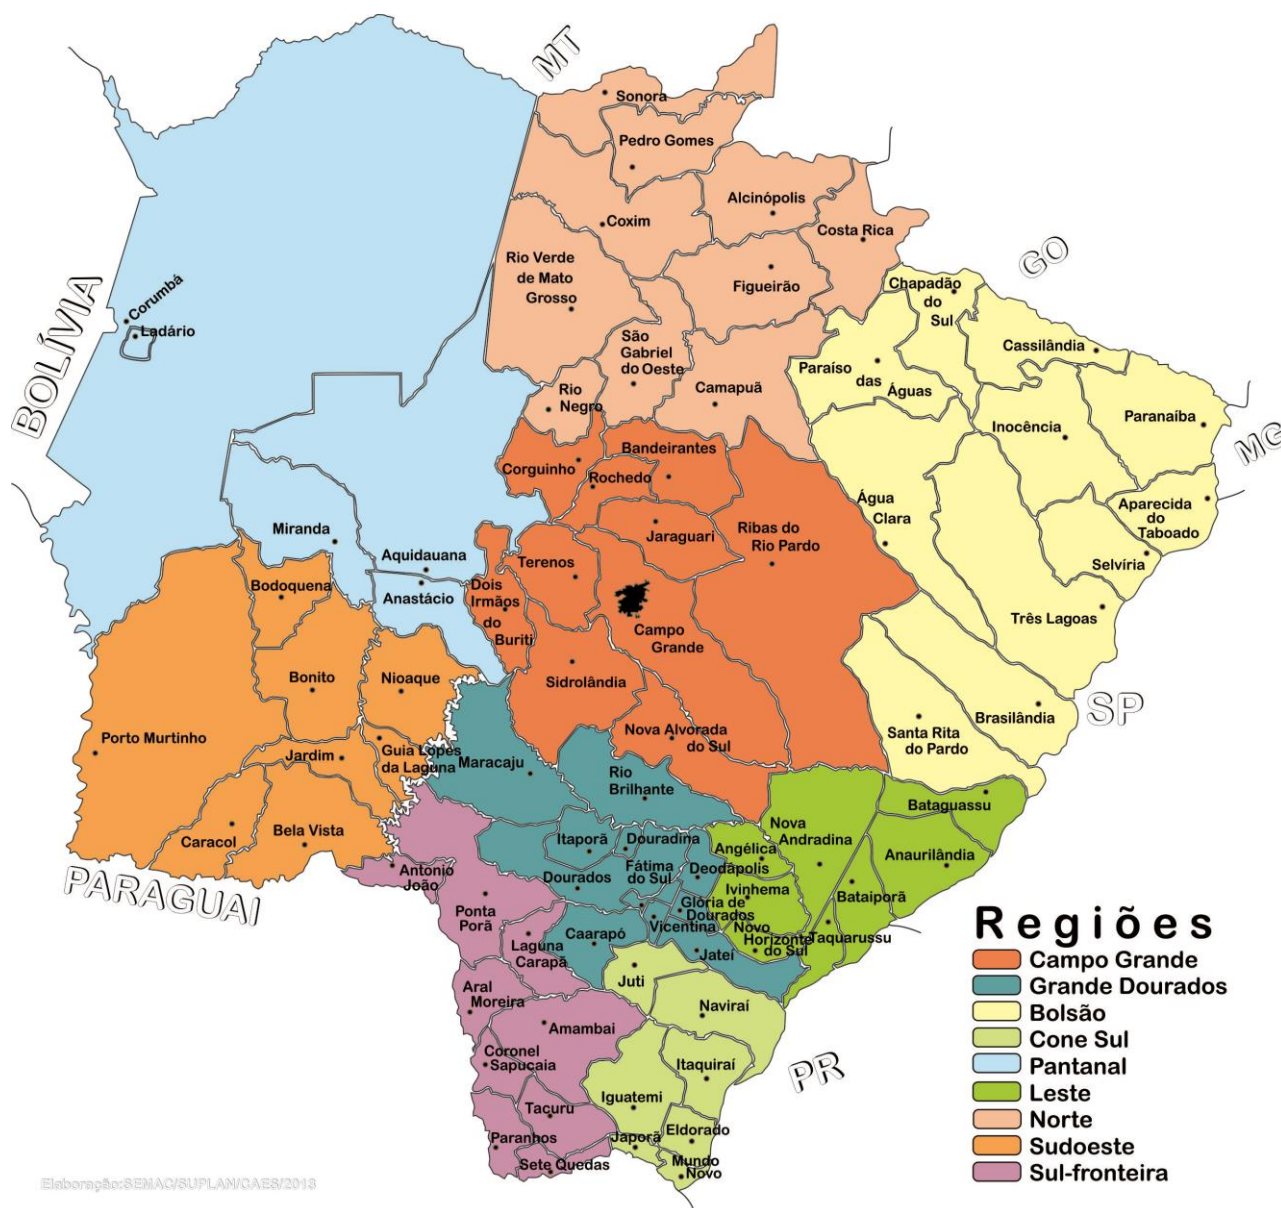 MT
Sonora
Pedro Gomes
Alcinópolis
Coxim
Costa Rica
GO
Rio Verde
de Mato
Grosso
Figueirão
BOLÍVIA
Corumbá
Ladário
Chapadão
do
Sul
Cassilândia
São
Gabriel
do Oeste
Paraíso
das
Águas
Camapuã
Rio
Negro
Inocência
Paranaíba
MG
Bandeirantes
Corguinho
Rochedo
Água
Clara
Aparecida
do
Taboado
Miranda
Jaraguari
Ribas do
Rio Pardo
Aquidauana
Terenos
Selvíria
Bodoquena
Anastácio
Dois
Irmãos
do
Buriti
Campo
Grande
Três Lagoas
Bonito
Nioaque
Sidrolândia
SP
Brasilândia
Santa Rita
do Pardo
Porto Murtinho
Nova Alvorada
do Sul
Jardim
Guia Lopes
da Laguna
Maracaju
Rio
Brilhante
Bataguassu
Caracol
Bela Vista
Nova
Andradina
Itaporã
Douradina
Angélica
Anaurilândia
PARAGUAI
Antonio
João
Dourados
Fátima
do Sul
Deodápolis
Ivinhema
Bataiporã
Ponta
Porã
Glória de
Dourados
Vicentina
Novo
Horizonte
do Sul
Taquarussu
Laguna
Carapã
Caarapó
Jateí
Juti
Aral
Moreira
Naviraí
Amambai
Coronel
Sapucaia
Itaquiraí
PR
Iguatemi
Tacuru
Eldorado
Paranhos
Japorã
Sete Quedas
Mundo
Novo
Regiões
Campo Grande
Grande Dourados
Bolsão
Cone Sul
Pantanal
Leste
Norte
Sudoeste
Sul-fronteira
Elaboração:SEMAC/SUPLAN/CAES/2013